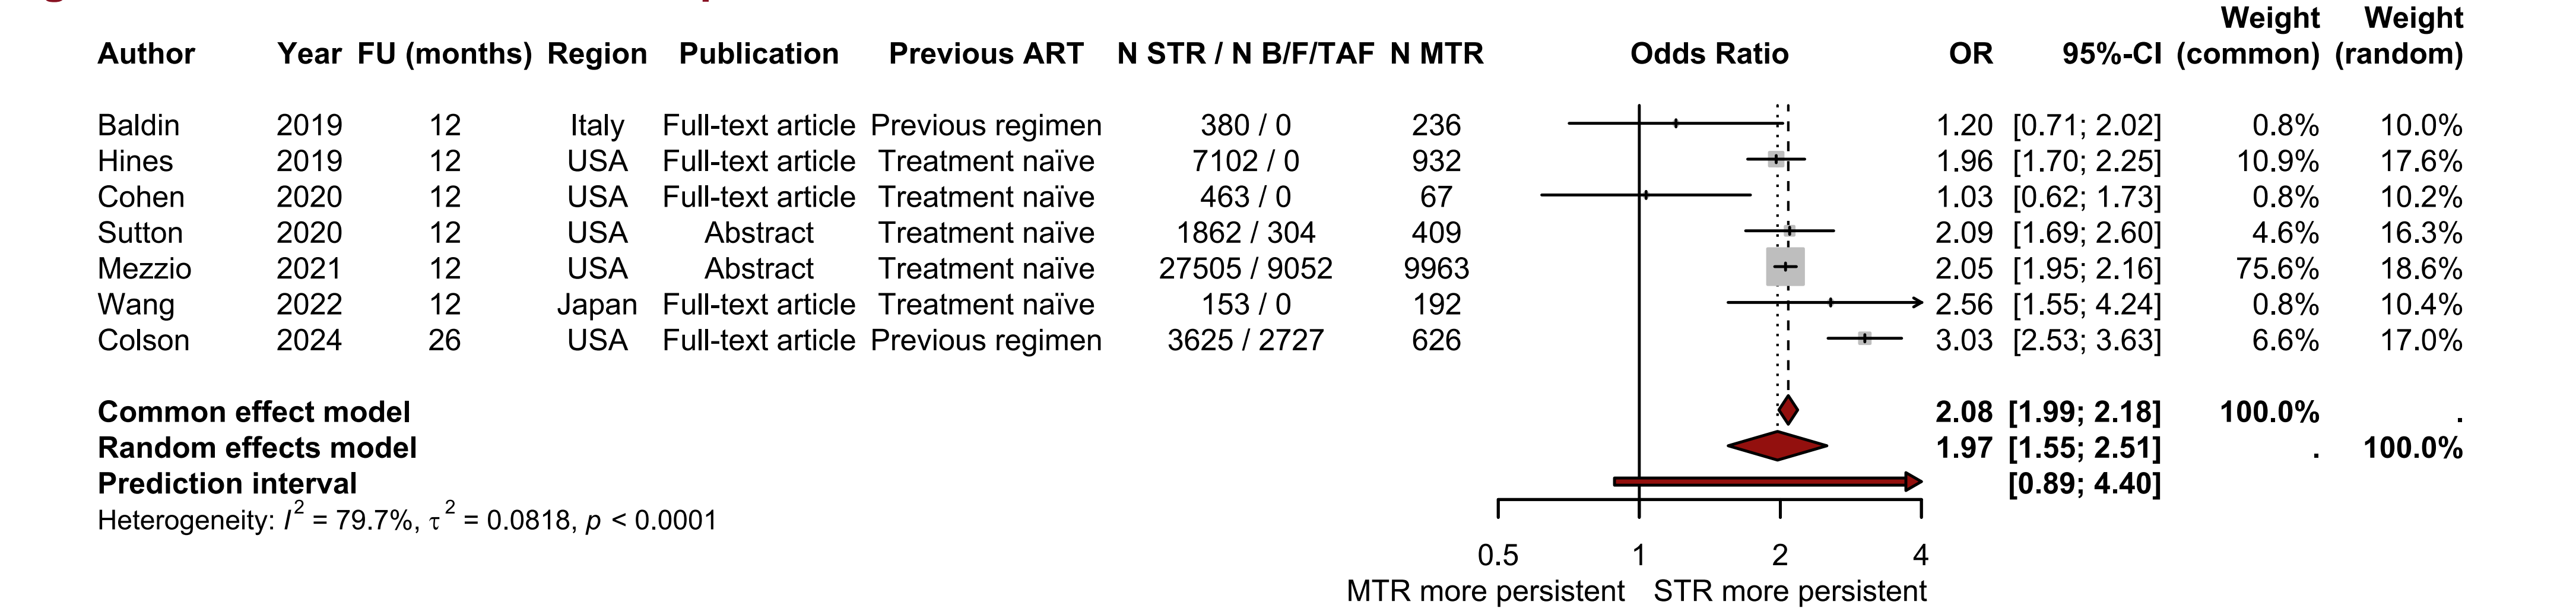 Weight Weight
Author Year FU (months) Region Publication Previous ART N STR / N B/F/TAF N MTR Odds Ratio OR 95%-CI (common) (random)
Baldin 2019 12 Italy Full-text article Previous regimen 380 / 0 236 1.20 [0.71; 2.02] 0.8% 10.0%
Hines 2019 12 USA Full-text article Treatment naïve 7102 / 0 932 1.96 [1.70; 2.25] 10.9% 17.6%
Cohen 2020 12 USA Full-text article Treatment naïve 463 / 0 67 1.03 [0.62; 1.73] 0.8% 10.2%
Sutton 2020 12 USA Abstract Treatment naïve 1862 / 304 409 2.09 [1.69; 2.60] 4.6% 16.3%
Mezzio 2021 12 USA Abstract Treatment naïve 27505 / 9052 9963 2.05 [1.95; 2.16] 75.6% 18.6%
Wang 2022 12 Japan Full-text article Treatment naïve 153 / 0 192 2.56 [1.55; 4.24] 0.8% 10.4%
Colson 2024 26 USA Full-text article Previous regimen 3625 / 2727 626 3.03 [2.53; 3.63] 6.6% 17.0%
Common effect model 2.08 [1.99; 2.18] 100.0% .
Random effects model 1.97 [1.55; 2.51] . 100.0%
Prediction interval [0.89; 4.40]
Heterogeneity: I² = 79.7%, τ² = 0.0818, p < 0.0001
0.5 1 2 4
MTR more persistent STR more persistent